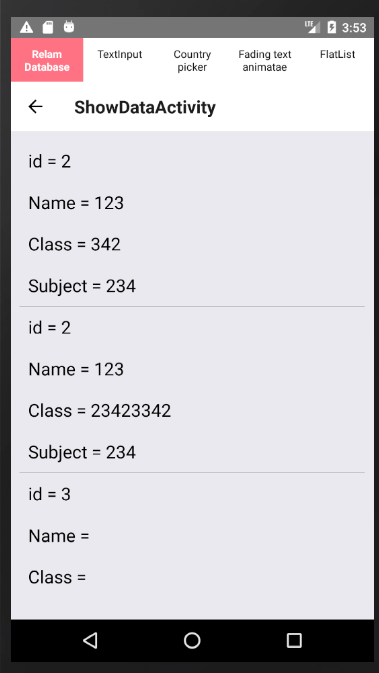 LTE
3:53
Relam
Database
TextInput
Country
picker
Fading text
animatae
FlatList
ShowDataActivity
id = 2
Name = 123
Class = 342
Subject = 234
id = 2
Name = 123
Class = 23423342
Subject = 234
id = 3
Name =
Class =